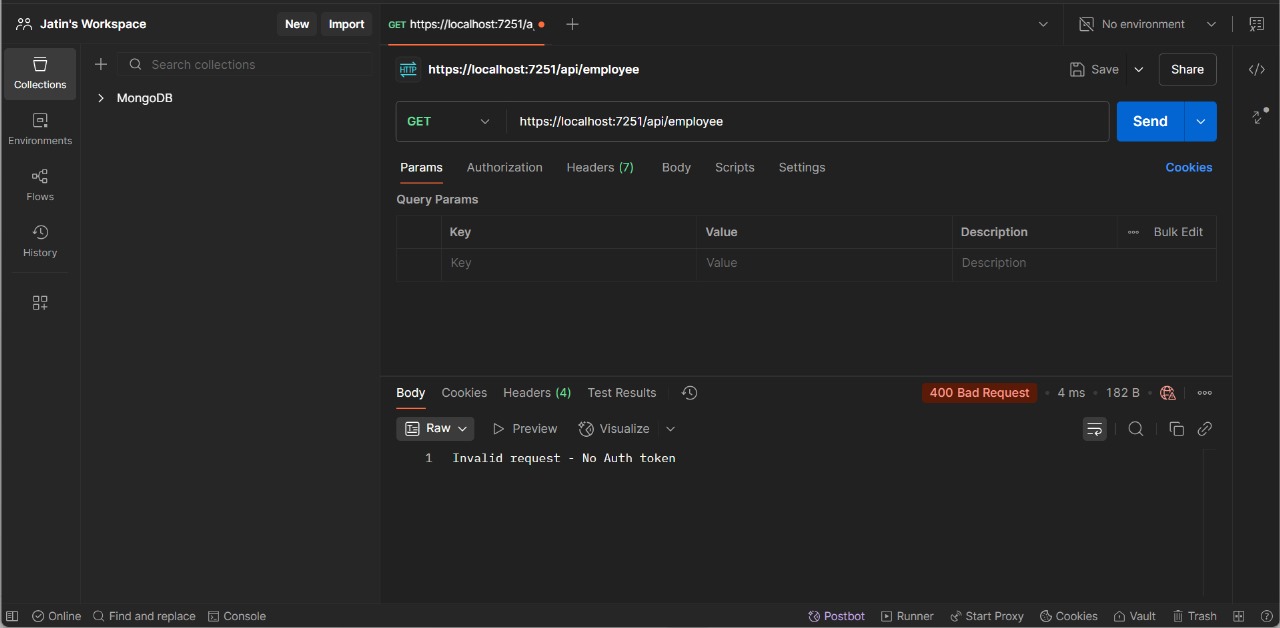 Jatin's Workspace
New
Import
GET https://localhost:7251/a
No environment
Collections
Search collections
MongoDB
Environments
Flows
History
HTTP https://localhost:7251/api/employee
Save
Share
GET
https://localhost:7251/api/employee
Send
Params Authorization Headers (7) Body Scripts Settings Cookies
Query Params
Key Value Description Bulk Edit
Key Value Description
Body Cookies Headers (4) Test Results 400 Bad Request 4 ms 182 B
Raw Preview Visualize
1 Invalid request - No Auth token
Online Find and replace Console Postbot Runner Start Proxy Cookies Vault Trash